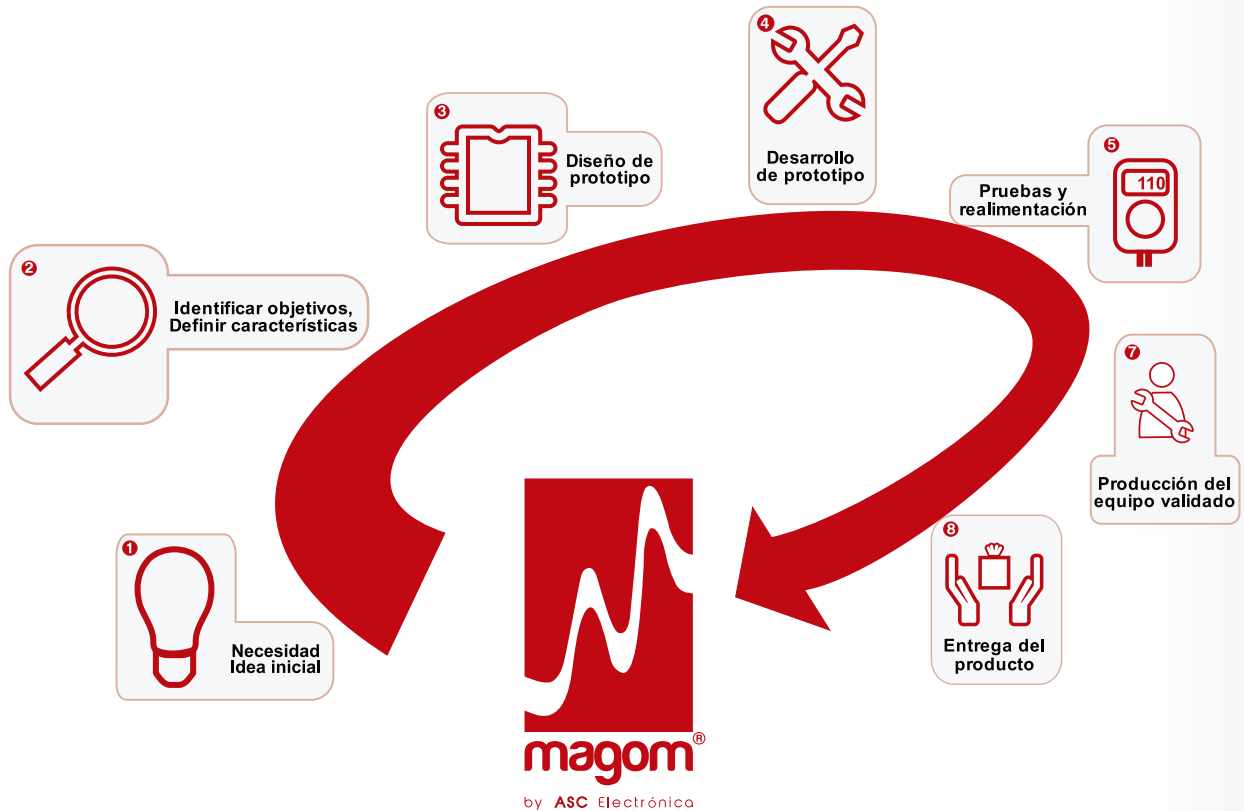 1
Necesidad
Idea inicial
2
Identificar objetivos,
Definir características
3
Diseño de
prototipo
4
Desarrollo
de prototipo
5
110
Pruebas y
realimentación
7
Producción del
equipo validado
8
Entrega del
producto
magom®
by ASC Electrónica